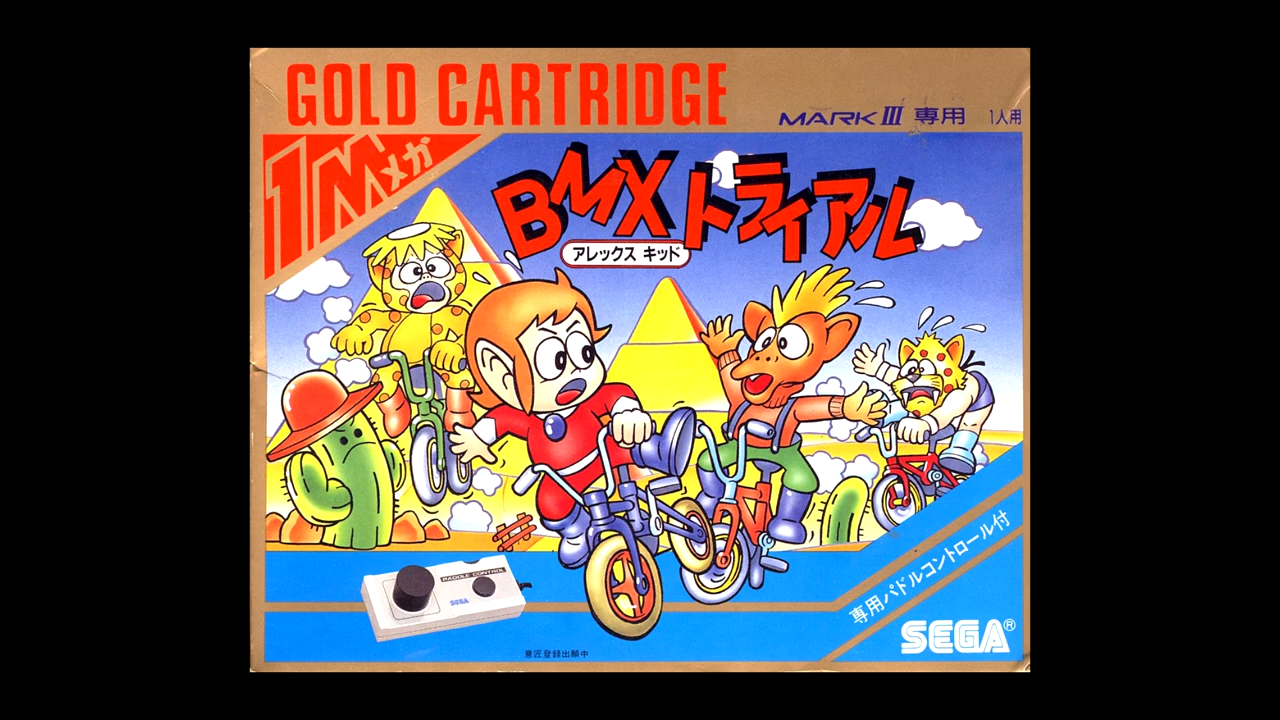 GOLD CARTRIDGE
MARK III 専用 1人用
1Mメガ
BMXトライアル
アレックス キッド
PADDLE CONTROL
SEGA
専用パドルコントロール付
SEGA®
意匠登録出願中